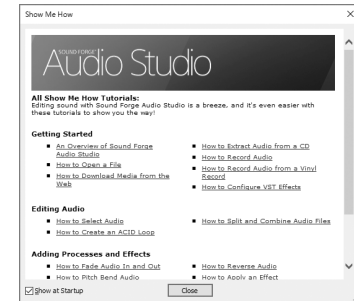 Show Me How
SOUND FORGE
Audio Studio
All Show Me How Tutorials:
Editing sound with Sound Forge Audio Studio is a breeze, and it's even easier with
these tutorials to show you the way!
Getting Started
An Overview of Sound Forge
Audio Studio
How to Open a File
How to Download Media from the
Web
How to Extract Audio from a CD
How to Record Audio
How to Record Audio from a Vinyl
Record
How to Configure VST Effects
Editing Audio
How to Select Audio
How to Create an ACID Loop
How to Split and Combine Audio Files
Adding Processes and Effects
How to Fade Audio In and Out
How to Pitch Bend Audio
How to Reverse Audio
How to Apply an Effect
Show at Startup
Close